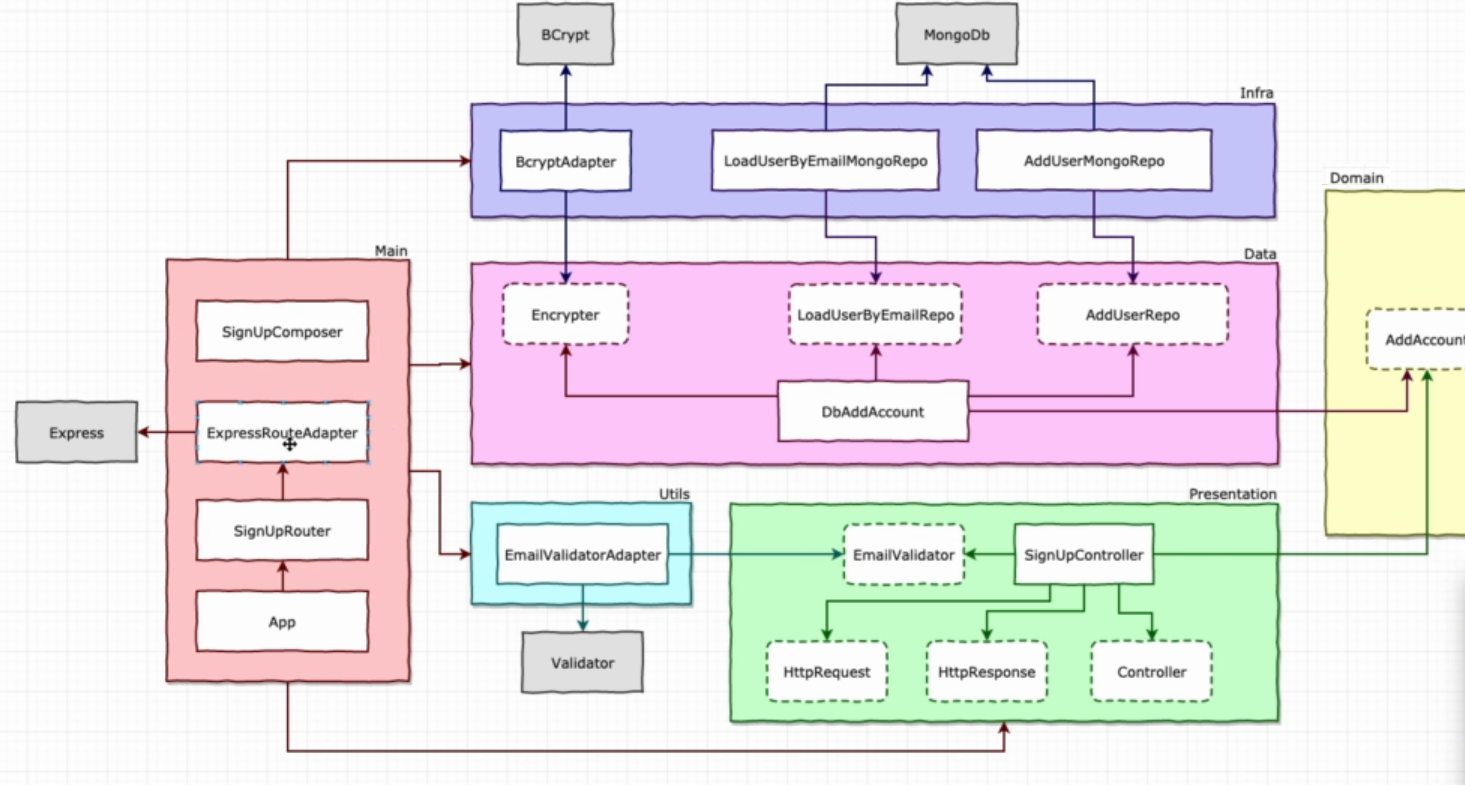 BCrypt
MongoDb
Infra
BcryptAdapter
LoadUserByEmailMongoRepo
AddUserMongoRepo
Domain
Main
Data
SignUpComposer
Encrypter
LoadUserByEmailRepo
AddUserRepo
AddAccount
DbAddAccount
Express
ExpressRouteAdapter
Utils
Presentation
SignUpRouter
EmailValidatorAdapter
EmailValidator
SignUpController
App
Validator
HttpRequest
HttpResponse
Controller